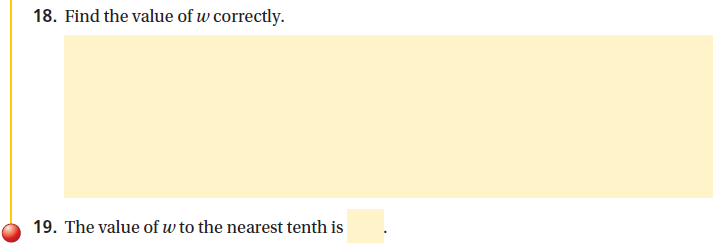 18. Find the value of w correctly.
19. The value of w to the nearest tenth is .